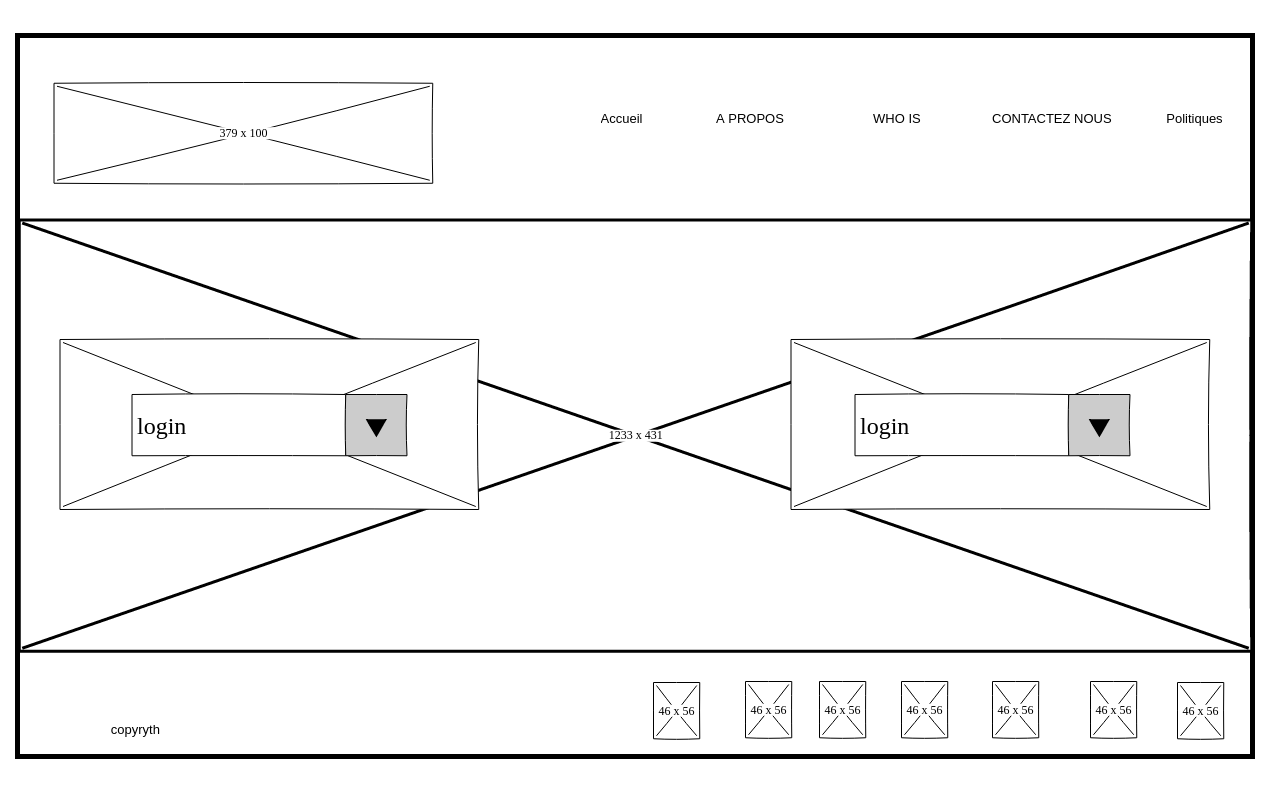 379 x 100
Accueil
A PROPOS
WHO IS
CONTACTEZ NOUS
Politiques
login
1233 x 431
login
copyryth
46 x 56
46 x 56
46 x 56
46 x 56
46 x 56
46 x 56
46 x 56